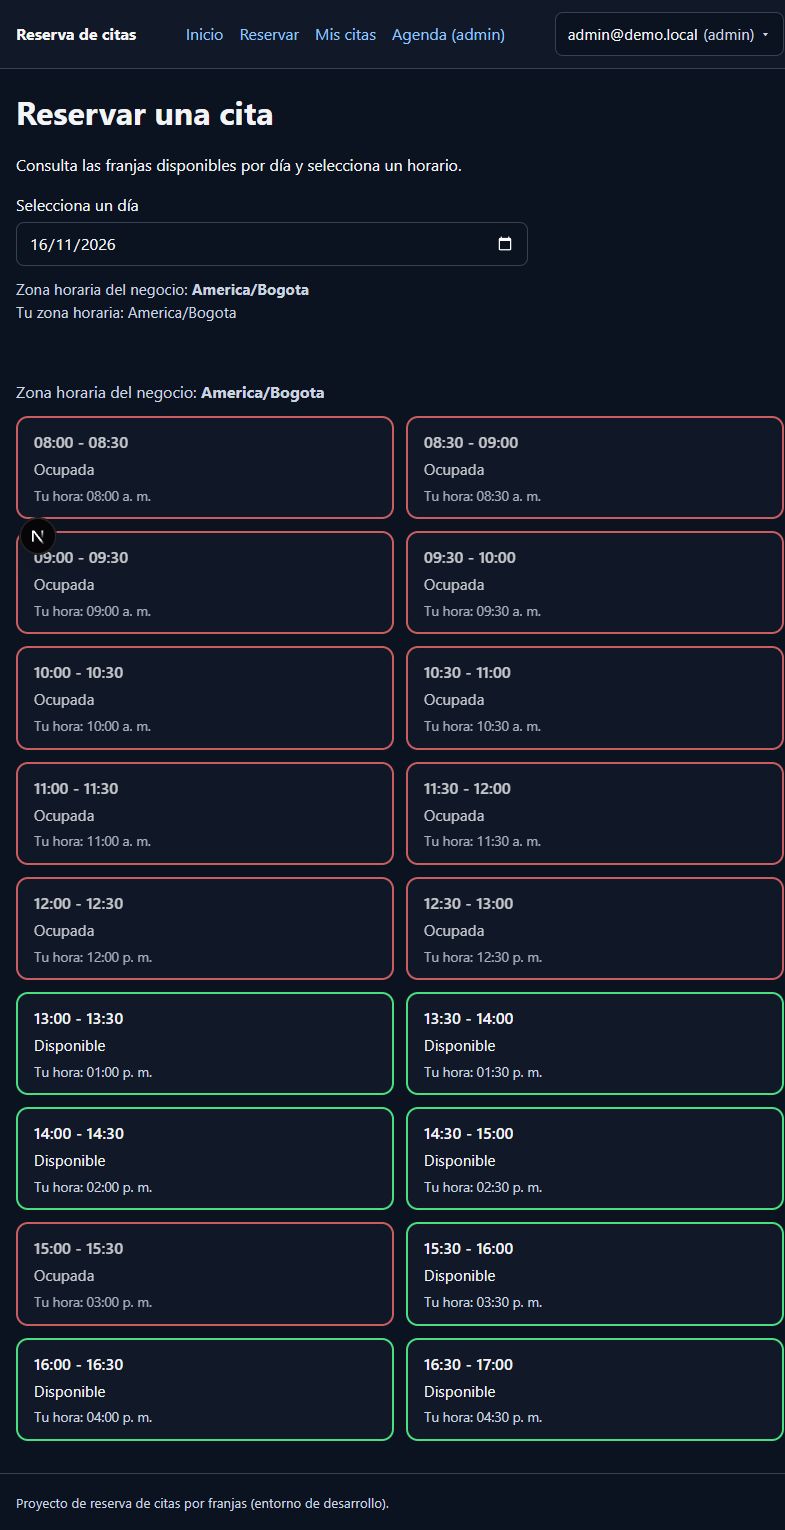 Reserva de citas
Inicio
Reservar
Mis citas
Agenda (admin)
admin@demo.local (admin)
Reservar una cita
Consulta las franjas disponibles por día y selecciona un horario.
Selecciona un día
16/11/2026
Zona horaria del negocio: America/Bogota
Tu zona horaria: America/Bogota
Zona horaria del negocio: America/Bogota
08:00 - 08:30
Ocupada
Tu hora: 08:00 a. m.
08:30 - 09:00
Ocupada
Tu hora: 08:30 a. m.
N
09:00 - 09:30
Ocupada
Tu hora: 09:00 a. m.
09:30 - 10:00
Ocupada
Tu hora: 09:30 a. m.
10:00 - 10:30
Ocupada
Tu hora: 10:00 a. m.
10:30 - 11:00
Ocupada
Tu hora: 10:30 a. m.
11:00 - 11:30
Ocupada
Tu hora: 11:00 a. m.
11:30 - 12:00
Ocupada
Tu hora: 11:30 a. m.
12:00 - 12:30
Ocupada
Tu hora: 12:00 p. m.
12:30 - 13:00
Ocupada
Tu hora: 12:30 p. m.
13:00 - 13:30
Disponible
Tu hora: 01:00 p. m.
13:30 - 14:00
Disponible
Tu hora: 01:30 p. m.
14:00 - 14:30
Disponible
Tu hora: 02:00 p. m.
14:30 - 15:00
Disponible
Tu hora: 02:30 p. m.
15:00 - 15:30
Ocupada
Tu hora: 03:00 p. m.
15:30 - 16:00
Disponible
Tu hora: 03:30 p. m.
16:00 - 16:30
Disponible
Tu hora: 04:00 p. m.
16:30 - 17:00
Disponible
Tu hora: 04:30 p. m.
Proyecto de reserva de citas por franjas (entorno de desarrollo).